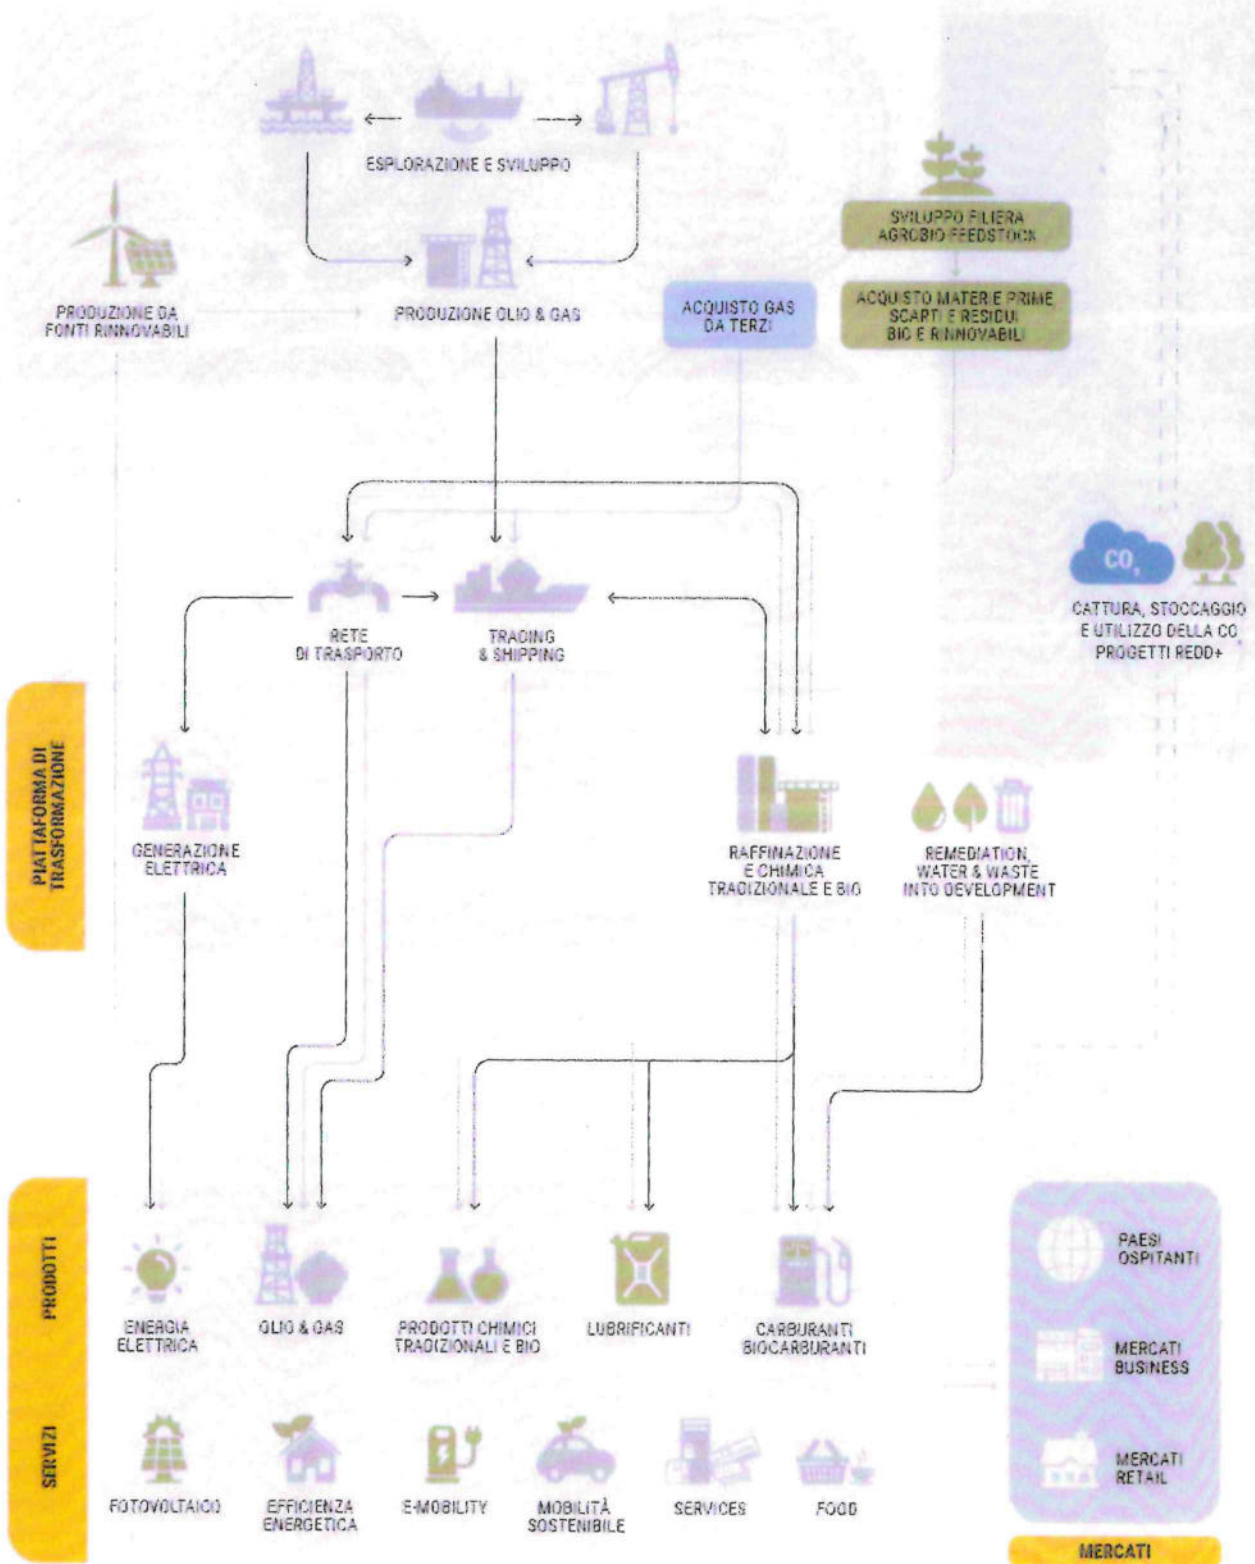 ESPLORAZIONE E SVILUPPO
SVILUPPO FILIERA
AGROBIO-FEEDSTOCK
PRODUZIONE DA
FONTI RINNOVABILI
PRODUZIONE OLIO & GAS
ACQUISTO GAS
DA TERZI
ACQUISTO MATERIE PRIME,
SCARTI E RESIDUI
BIO E RINNOVABILI
CO₂
CATTURA, STOCCAGGIO
E UTILIZZO DELLA CO
PROGETTI REDD+
RETE
DI TRASPORTO
TRADING
& SHIPPING
PIATTAFORMA DI
TRASFORMAZIONE
GENERAZIONE
ELETTRICA
RAFFINAZIONE
E CHIMICA
TRADIZIONALE E BIO
REMEDIATION,
WATER & WASTE
INTO DEVELOPMENT
PRODOTTI
ENERGIA
ELETTRICA
OLIO & GAS
PRODOTTI CHIMICI
TRADIZIONALI E BIO
LUBRIFICANTI
CARBURANTI
BIOCARBURANTI
PAESI
OSPITANTI
MERCATI
BUSINESS
MERCATI
RETAIL
SERVIZI
FOTOVOLTAICO
EFFICIENZA
ENERGETICA
E-MOBILITY
MOBILITÀ
SOSTENIBILE
SERVICES
FOOD
MERCATI